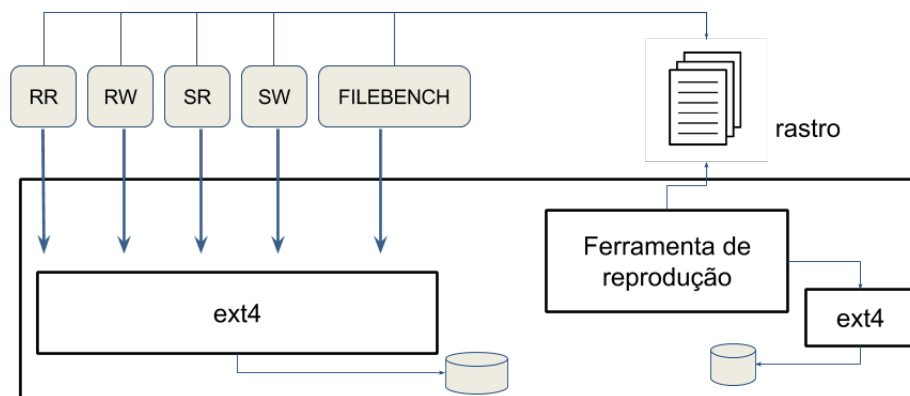 RR
RW
SR
SW
FILEBENCH
rastro
Ferramenta de
reprodução
ext4
ext4